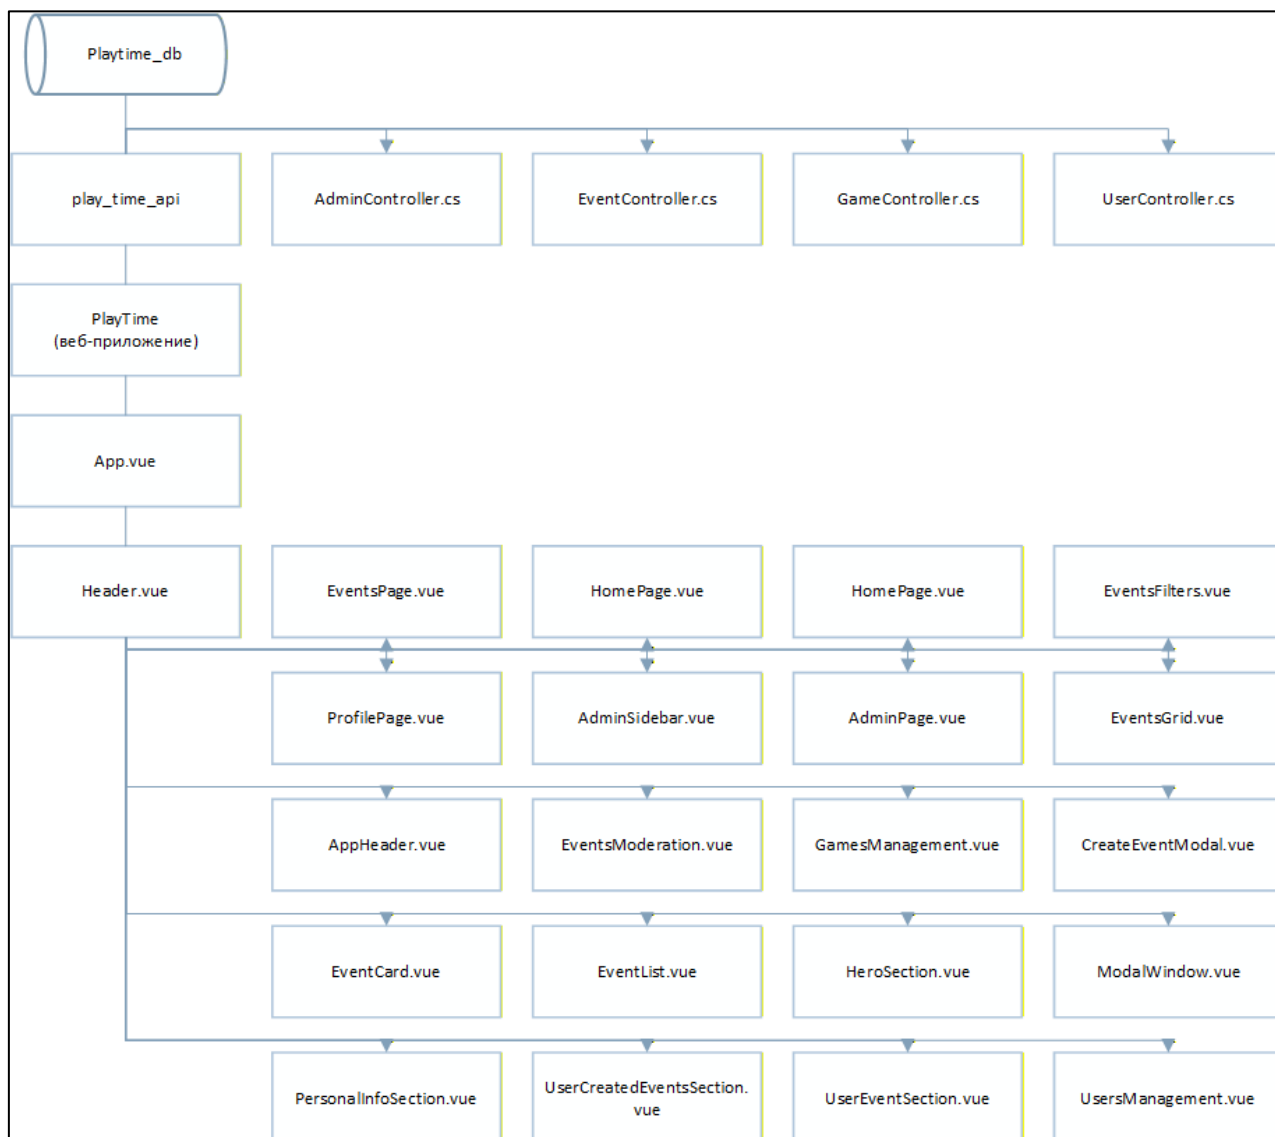 Playtime_db
play_time_api
AdminController.cs
EventController.cs
GameController.cs
UserController.cs
PlayTime
(веб-приложение)
App.vue
Header.vue
EventsPage.vue
HomePage.vue
HomePage.vue
EventsFilters.vue
ProfilePage.vue
AdminSidebar.vue
AdminPage.vue
EventsGrid.vue
AppHeader.vue
EventsModeration.vue
GamesManagement.vue
CreateEventModal.vue
EventCard.vue
EventList.vue
HeroSection.vue
ModalWindow.vue
PersonalInfoSection.vue
UserCreatedEventsSection.
vue
UserEventSection.vue
UsersManagement.vue